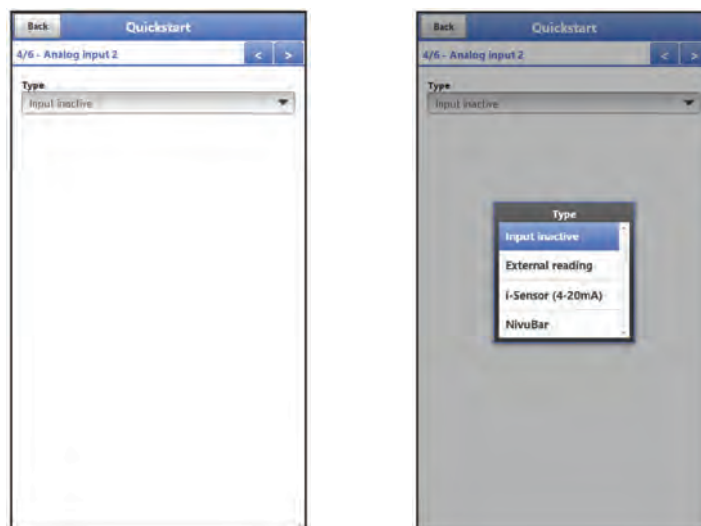 Back Quickstart
4/6 - Analog input 2 < >
Type
Input inactive
Back Quickstart
4/6 - Analog input 2 < >
Type
Input inactive
Type
Input inactive
External reading
i-Sensor (4-20mA)
NivuBar